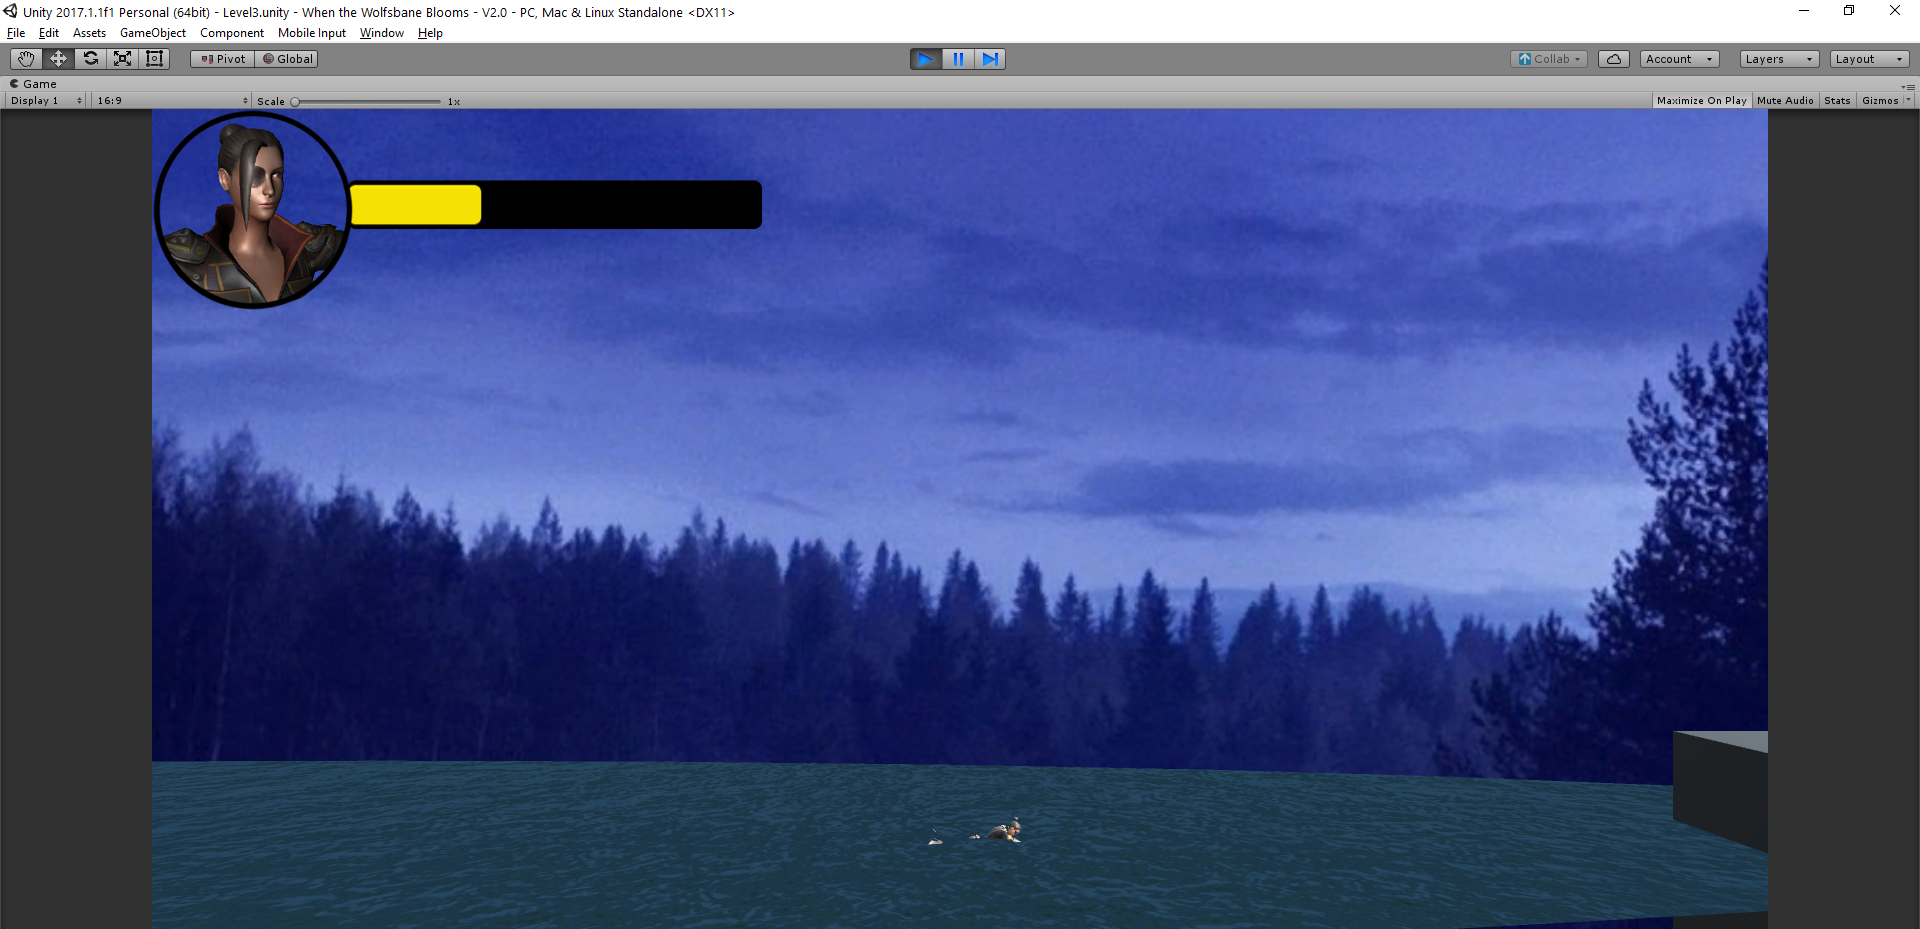 Unity 2017.1.1f1 Personal (64bit) - Level3.unity - When the Wolfsbane Blooms - V2.0 - PC, Mac & Linux Standalone <DX11>
File Edit Assets GameObject Component Mobile Input Window Help
Pivot Global Collab Account Layers Layout
Game
Display 1 16:9 Scale 1x Maximize On Play Mute Audio Stats Gizmos